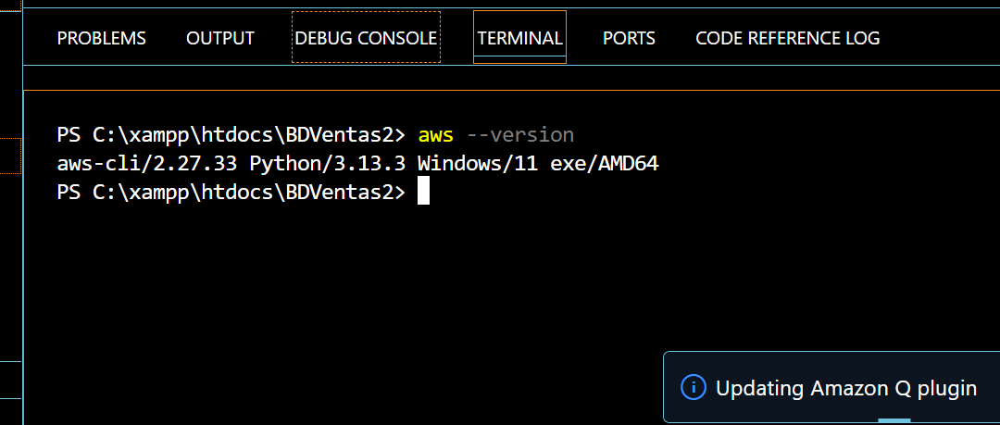 PROBLEMS OUTPUT DEBUG CONSOLE TERMINAL PORTS CODE REFERENCE LOG
PS C:\xampp\htdocs\BDVentas2> aws --version
aws-cli/2.27.33 Python/3.13.3 Windows/11 exe/AMD64
PS C:\xampp\htdocs\BDVentas2>
Updating Amazon Q plugin